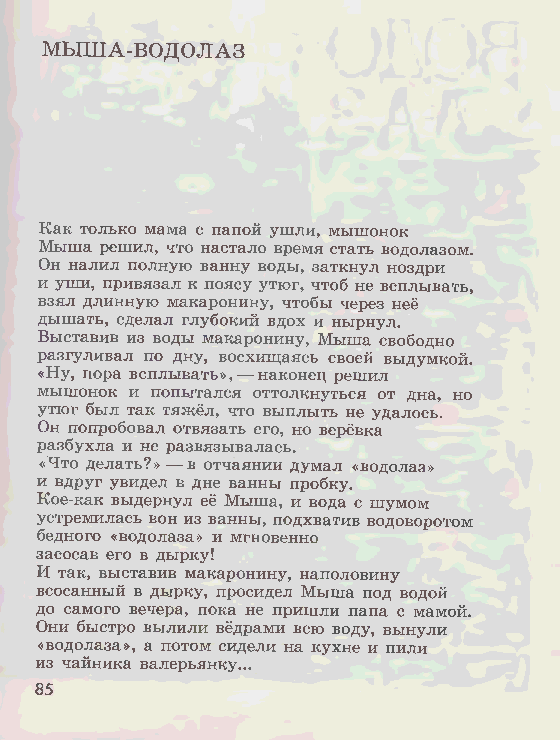 МЫША-ВОДОЛАЗ
Как только мама с папой ушли, мышонок
Мыша решил, что настало время стать водолазом.
Он налил полную ванну воды, заткнул ноздри
и уши, привязал к поясу утюг, чтоб не всплывать,
взял длинную макаронину, чтобы через неё
дышать, сделал глубокий вдох и нырнул.
Выставив из воды макаронину, Мыша свободно
разгуливал по дну, восхищаясь своей выдумкой.
«Ну, пора всплывать», — наконец решил
мышонок и попытался оттолкнуться от дна, но
утюг был так тяжёл, что выплыть не удалось.
Он попробовал отвязать его, но верёвка
разбухла и не развязывалась.
«Что делать?» — в отчаянии думал «водолаз»
и вдруг увидел в дне ванны пробку.
Кое-как выдернул её Мыша, и вода с шумом
устремилась вон из ванны, подхватив водоворотом
бедного «водолаза» и мгновенно
засосав его в дырку!
И так, выставив макаронину, наполовину
всосанный в дырку, просидел Мыша под водой
до самого вечера, пока не пришли папа с мамой.
Они быстро вылили вёдрами всю воду, вынули
«водолаза», а потом сидели на кухне и пили
из чайника валерьянку...
85